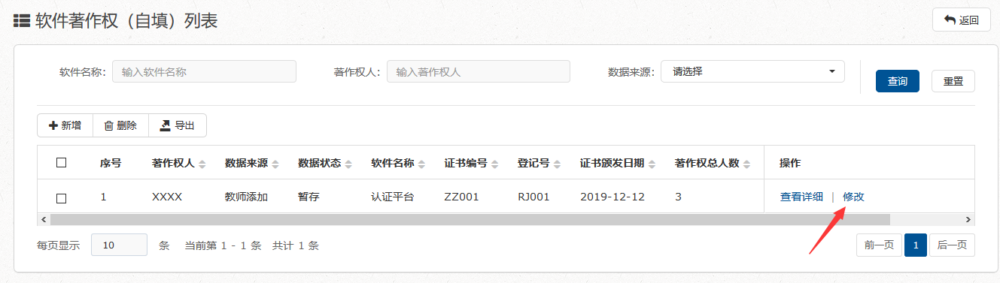 软件著作权（自填）列表
返回
软件名称: 输入软件名称 著作权人: 输入著作权人 数据来源: 请选择 查询 重置
新增 删除 导出
序号 著作权人 数据来源 数据状态 软件名称 证书编号 登记号 证书颁发日期 著作权总人数 操作
1 XXXX 教师添加 暂存 认证平台 ZZ001 RJ001 2019-12-12 3 查看详细 | 修改
每页显示 10 条 当前第 1 - 1 条 共计 1 条 前一页 1 后一页